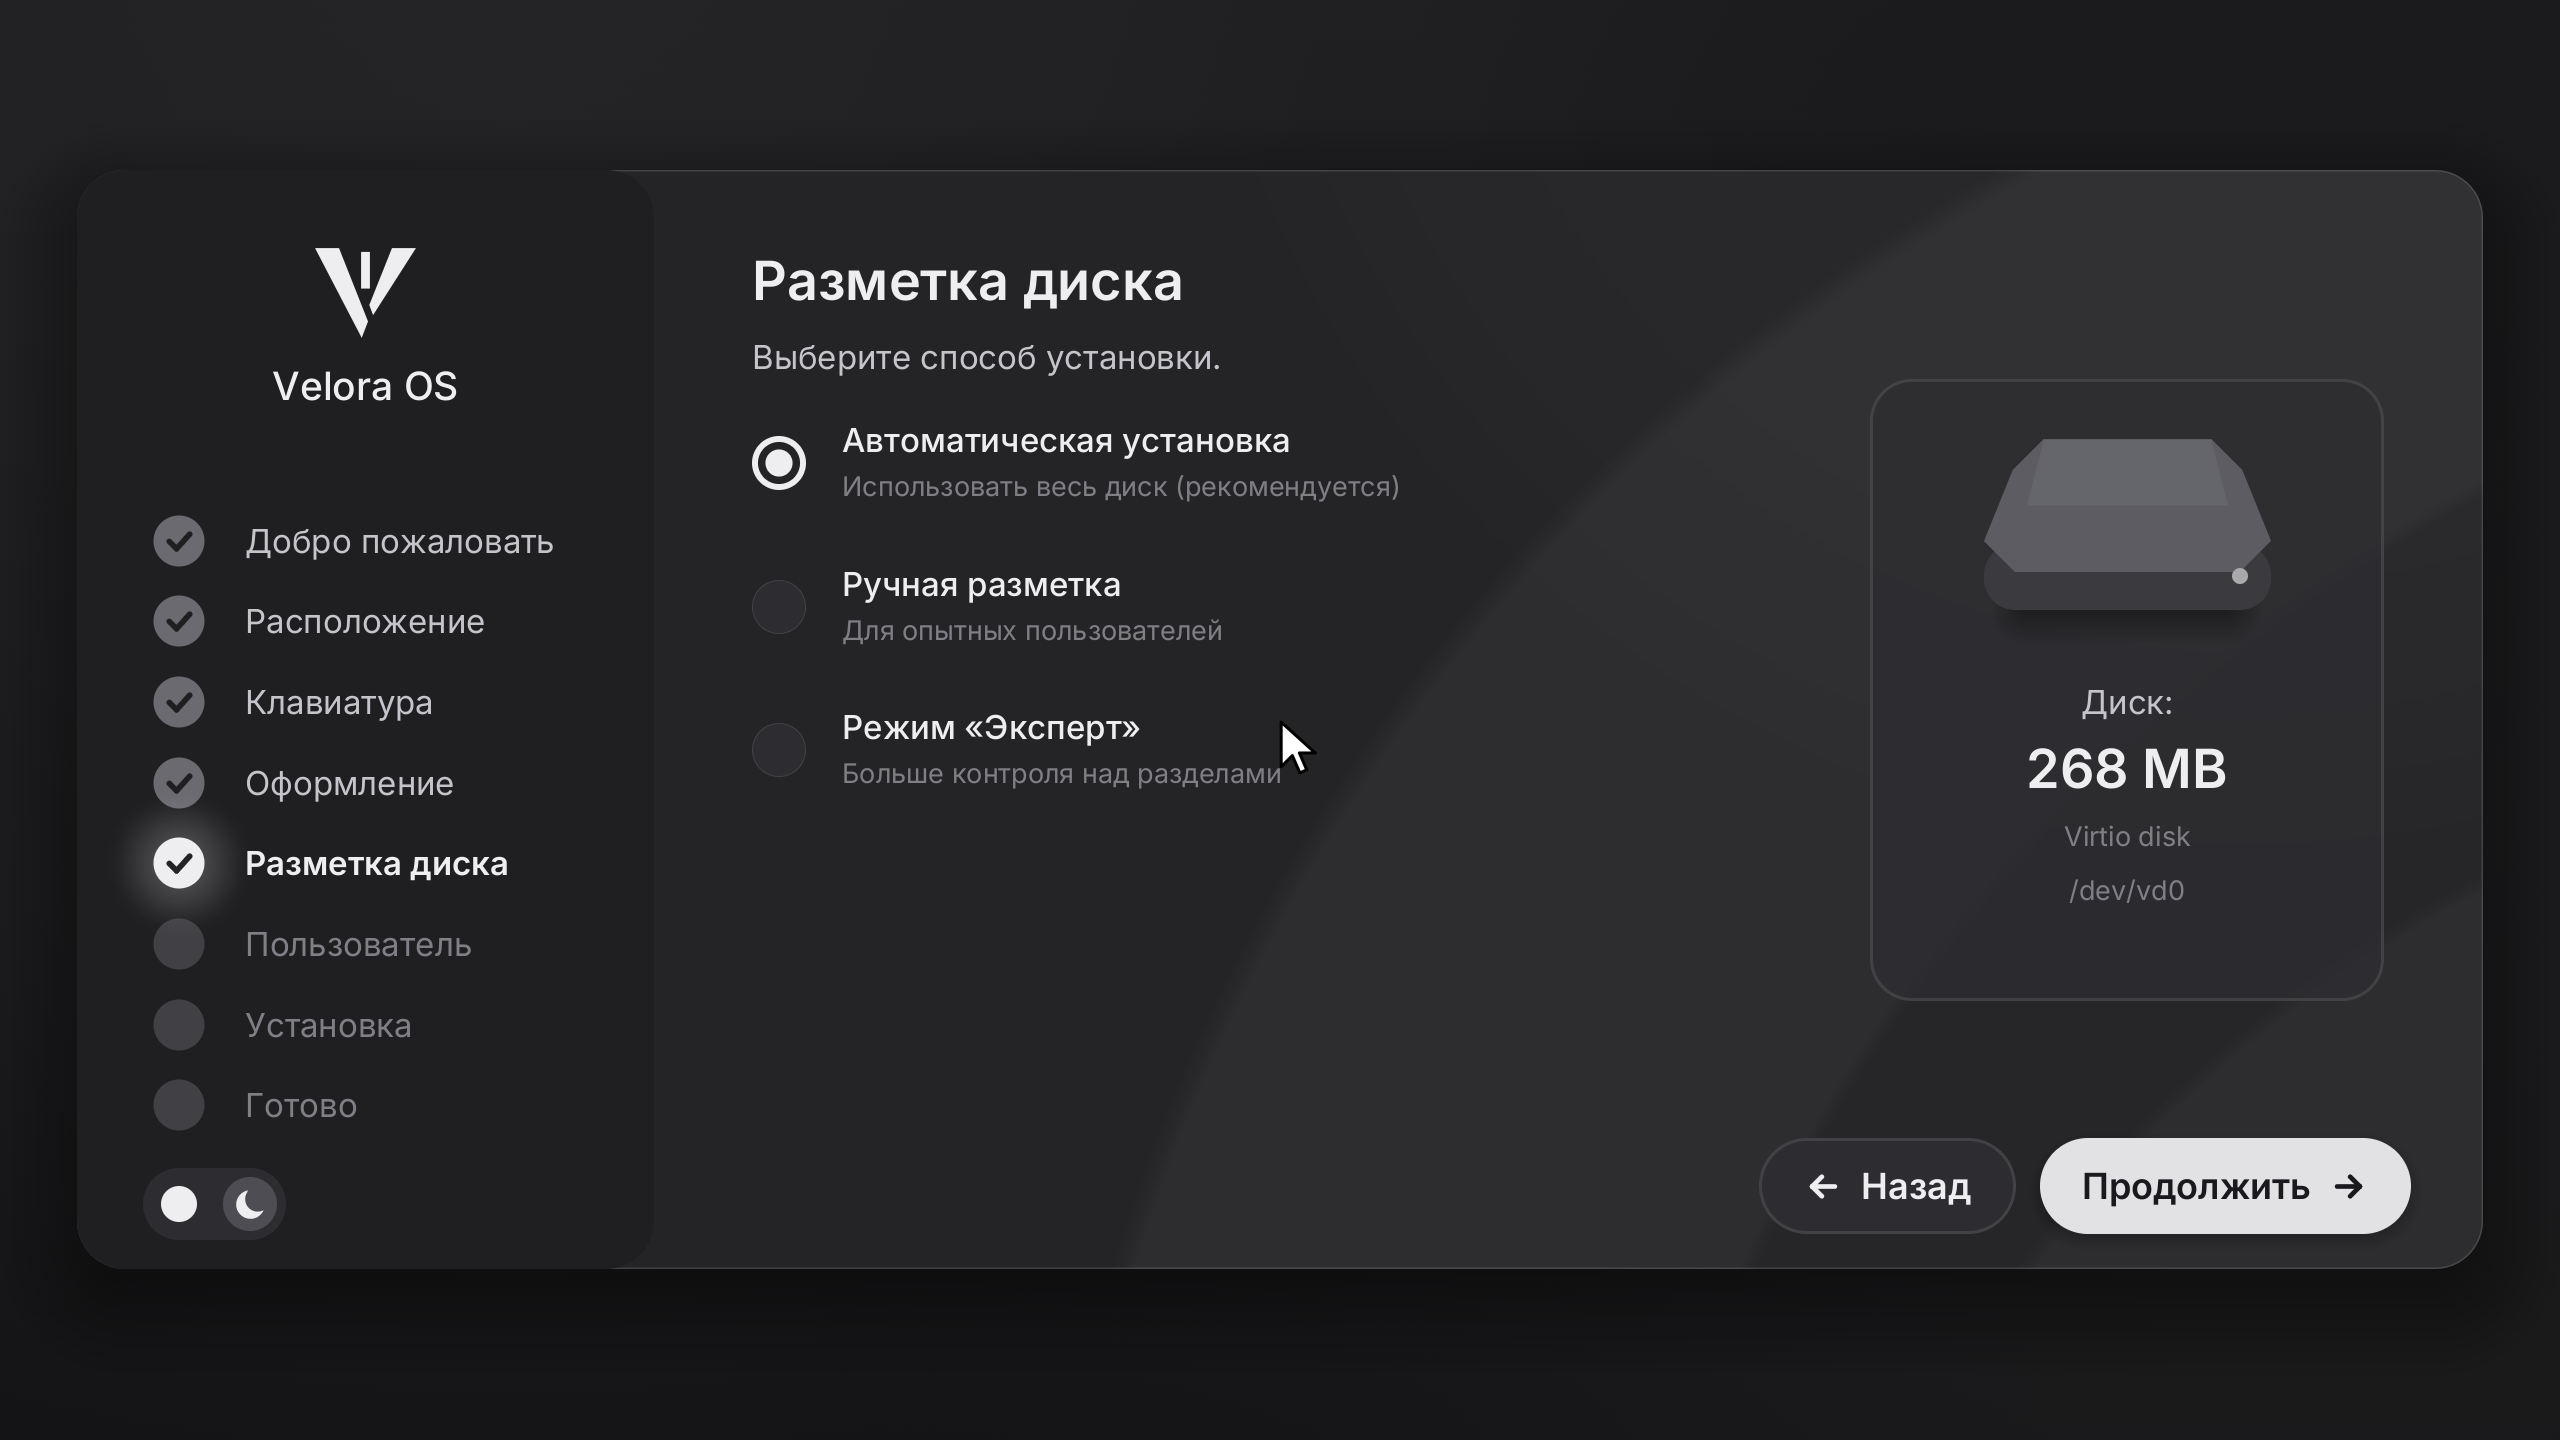 Velora OS
Добро пожаловать
Расположение
Клавиатура
Оформление
Разметка диска
Пользователь
Установка
Готово
Разметка диска
Выберите способ установки.
Автоматическая установка
Использовать весь диск (рекомендуется)
Ручная разметка
Для опытных пользователей
Режим «Эксперт»
Больше контроля над разделами
Диск:
268 MB
Virtio disk
/dev/vd0
Назад
Продолжить